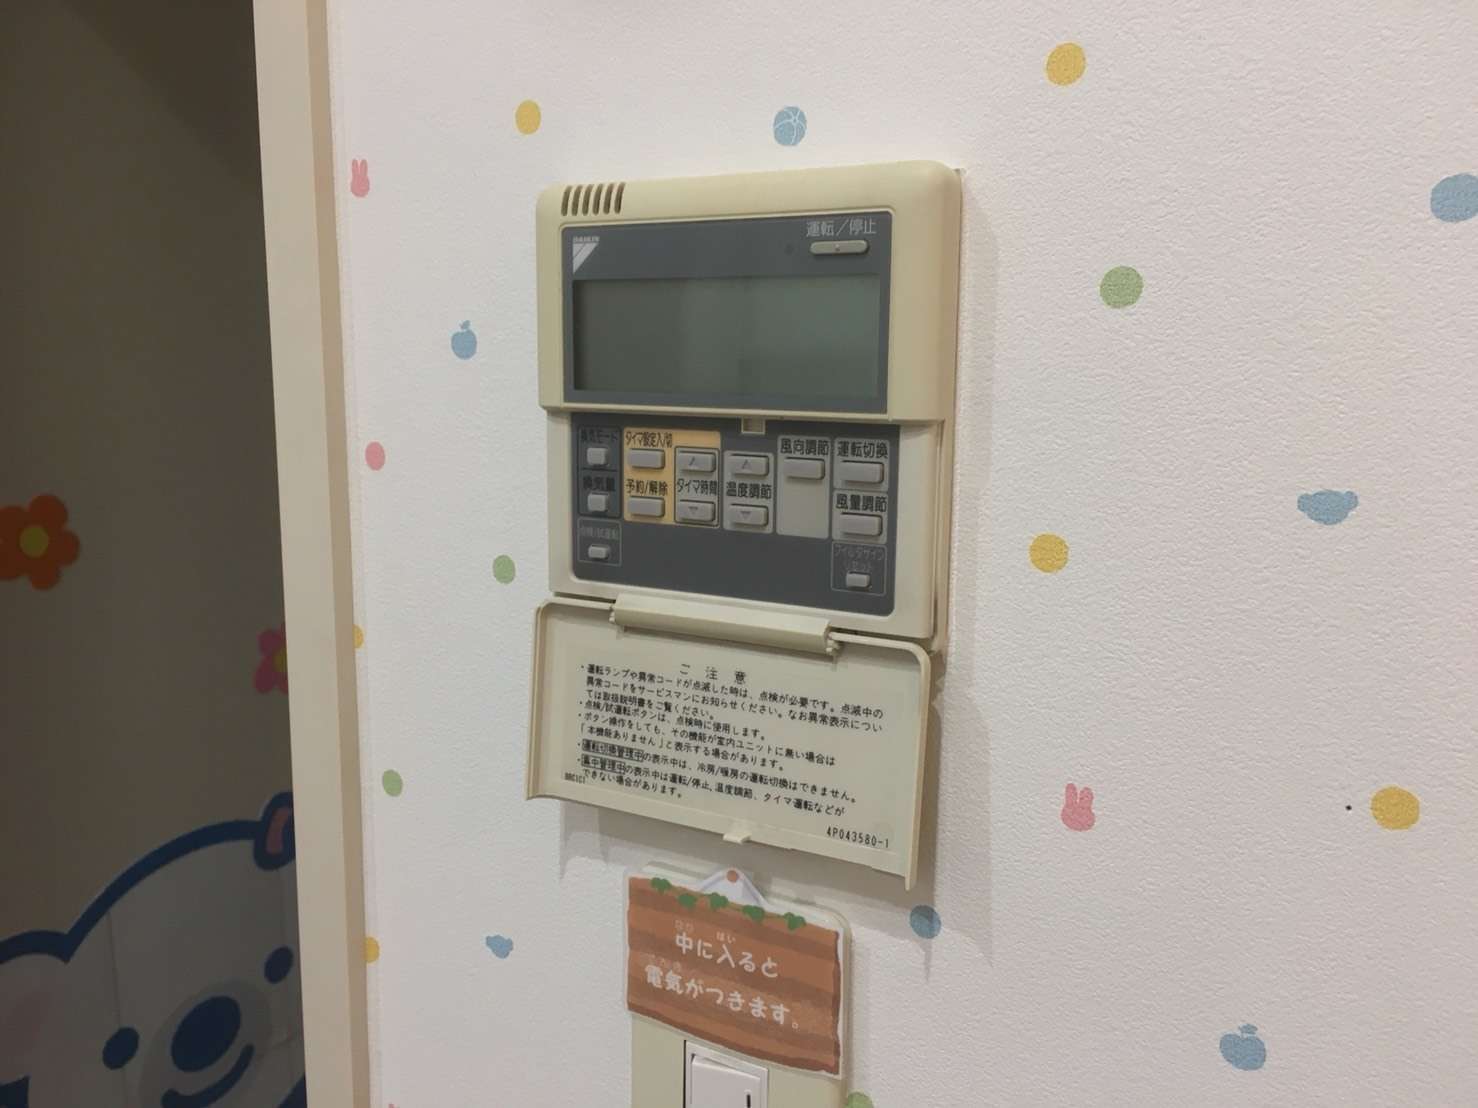 DAIKIN
運転/停止
換気モード
タイマ設定入/切
風向調節
運転切換
換気量
予約/解除
タイマ時間
温度調節
風量調節
点検/試運転
フィルタサイン
リセット
ご注意
・運転ランプや異常コードが点滅した時は、点検が必要です。点滅中の
異常コードをサービスマンにお知らせください。なお異常表示につい
ては取扱説明書をご覧ください。
・点検/試運転ボタンは、点検時に使用します。
・ボタン操作をしても、その機能が室内ユニットに無い場合は
「本機能ありません」と表示する場合があります。
・運転切換管理中の表示中は、冷房/暖房の運転切換はできません。
・集中管理中の表示中は運転/停止、温度調節、タイマ運転などが
できない場合があります。
BRC1C1
4P043580-1
なか はい
中に入ると
でんき
電気がつきます。